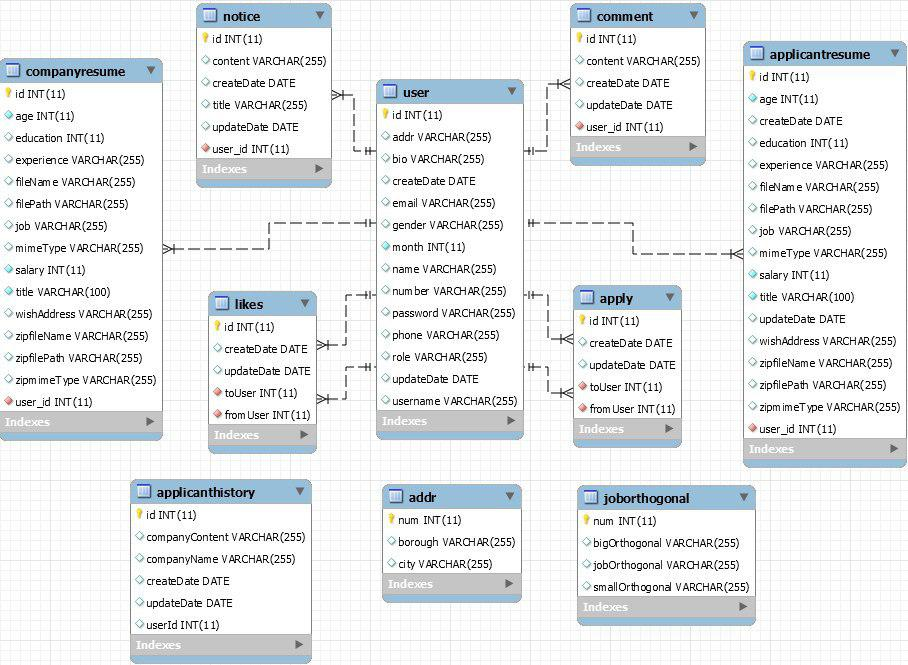 notice
id INT(11)
content VARCHAR(255)
createDate DATE
title VARCHAR(255)
updateDate DATE
user_id INT(11)
Indexes
comment
id INT(11)
content VARCHAR(255)
createDate DATE
updateDate DATE
user_id INT(11)
Indexes
companyresume
id INT(11)
age INT(11)
education INT(11)
experience VARCHAR(255)
fileName VARCHAR(255)
filePath VARCHAR(255)
job VARCHAR(255)
mimeType VARCHAR(255)
salary INT(11)
title VARCHAR(100)
wishAddress VARCHAR(255)
zipfileName VARCHAR(255)
zipfilePath VARCHAR(255)
zipmimeType VARCHAR(255)
user_id INT(11)
Indexes
user
id INT(11)
addr VARCHAR(255)
bio VARCHAR(255)
createDate DATE
email VARCHAR(255)
gender VARCHAR(255)
month INT(11)
name VARCHAR(255)
number VARCHAR(255)
password VARCHAR(255)
phone VARCHAR(255)
role VARCHAR(255)
updateDate DATE
username VARCHAR(255)
Indexes
applicantresume
id INT(11)
age INT(11)
createDate DATE
education INT(11)
experience VARCHAR(255)
fileName VARCHAR(255)
filePath VARCHAR(255)
job VARCHAR(255)
mimeType VARCHAR(255)
salary INT(11)
title VARCHAR(100)
updateDate DATE
wishAddress VARCHAR(255)
zipfileName VARCHAR(255)
zipfilePath VARCHAR(255)
zipmimeType VARCHAR(255)
user_id INT(11)
Indexes
likes
id INT(11)
createDate DATE
updateDate DATE
toUser INT(11)
fromUser INT(11)
Indexes
apply
id INT(11)
createDate DATE
updateDate DATE
toUser INT(11)
fromUser INT(11)
Indexes
applicanthistory
id INT(11)
companyContent VARCHAR(255)
companyName VARCHAR(255)
createDate DATE
updateDate DATE
userId INT(11)
Indexes
addr
num INT(11)
borough VARCHAR(255)
city VARCHAR(255)
Indexes
joborthogonal
num INT(11)
bigOrthogonal VARCHAR(255)
jobOrthogonal VARCHAR(255)
smallOrthogonal VARCHAR(255)
Indexes